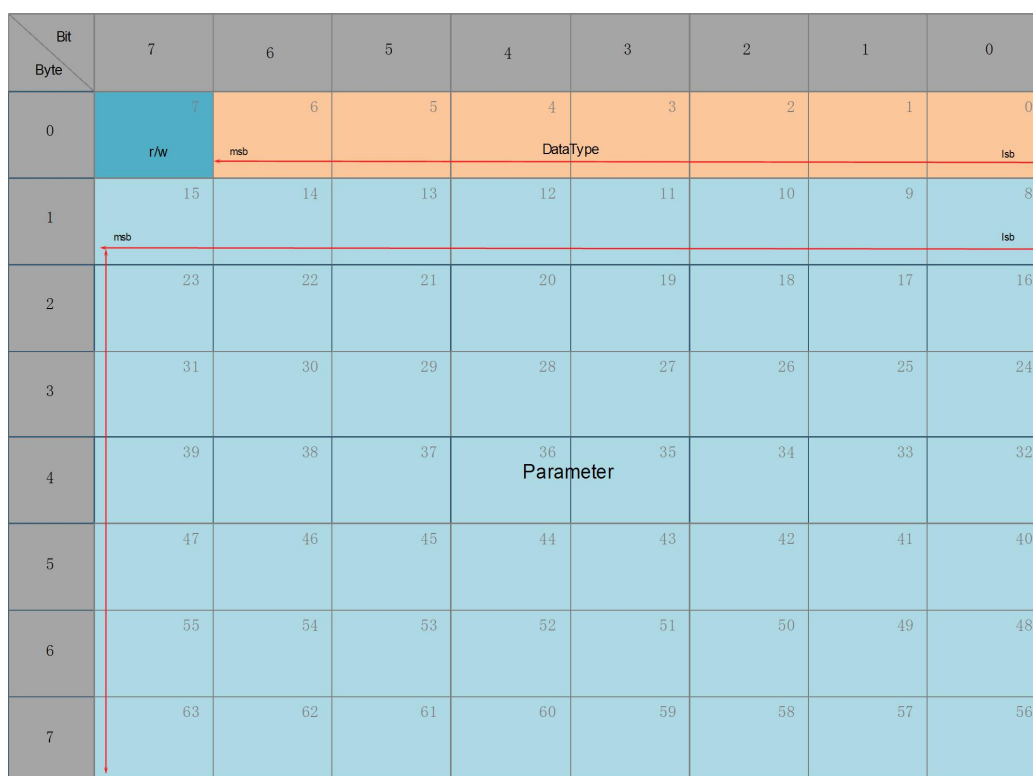 Bit 7 6 5 4 3 2 1 0
Byte
0 7 6 5 4 3 2 1 0
r/w msb DataType lsb
1 15 14 13 12 11 10 9 8
msb lsb
2 23 22 21 20 19 18 17 16
3 31 30 29 28 27 26 25 24
4 39 38 37 36 35 34 33 32
Parameter
5 47 46 45 44 43 42 41 40
6 55 54 53 52 51 50 49 48
7 63 62 61 60 59 58 57 56